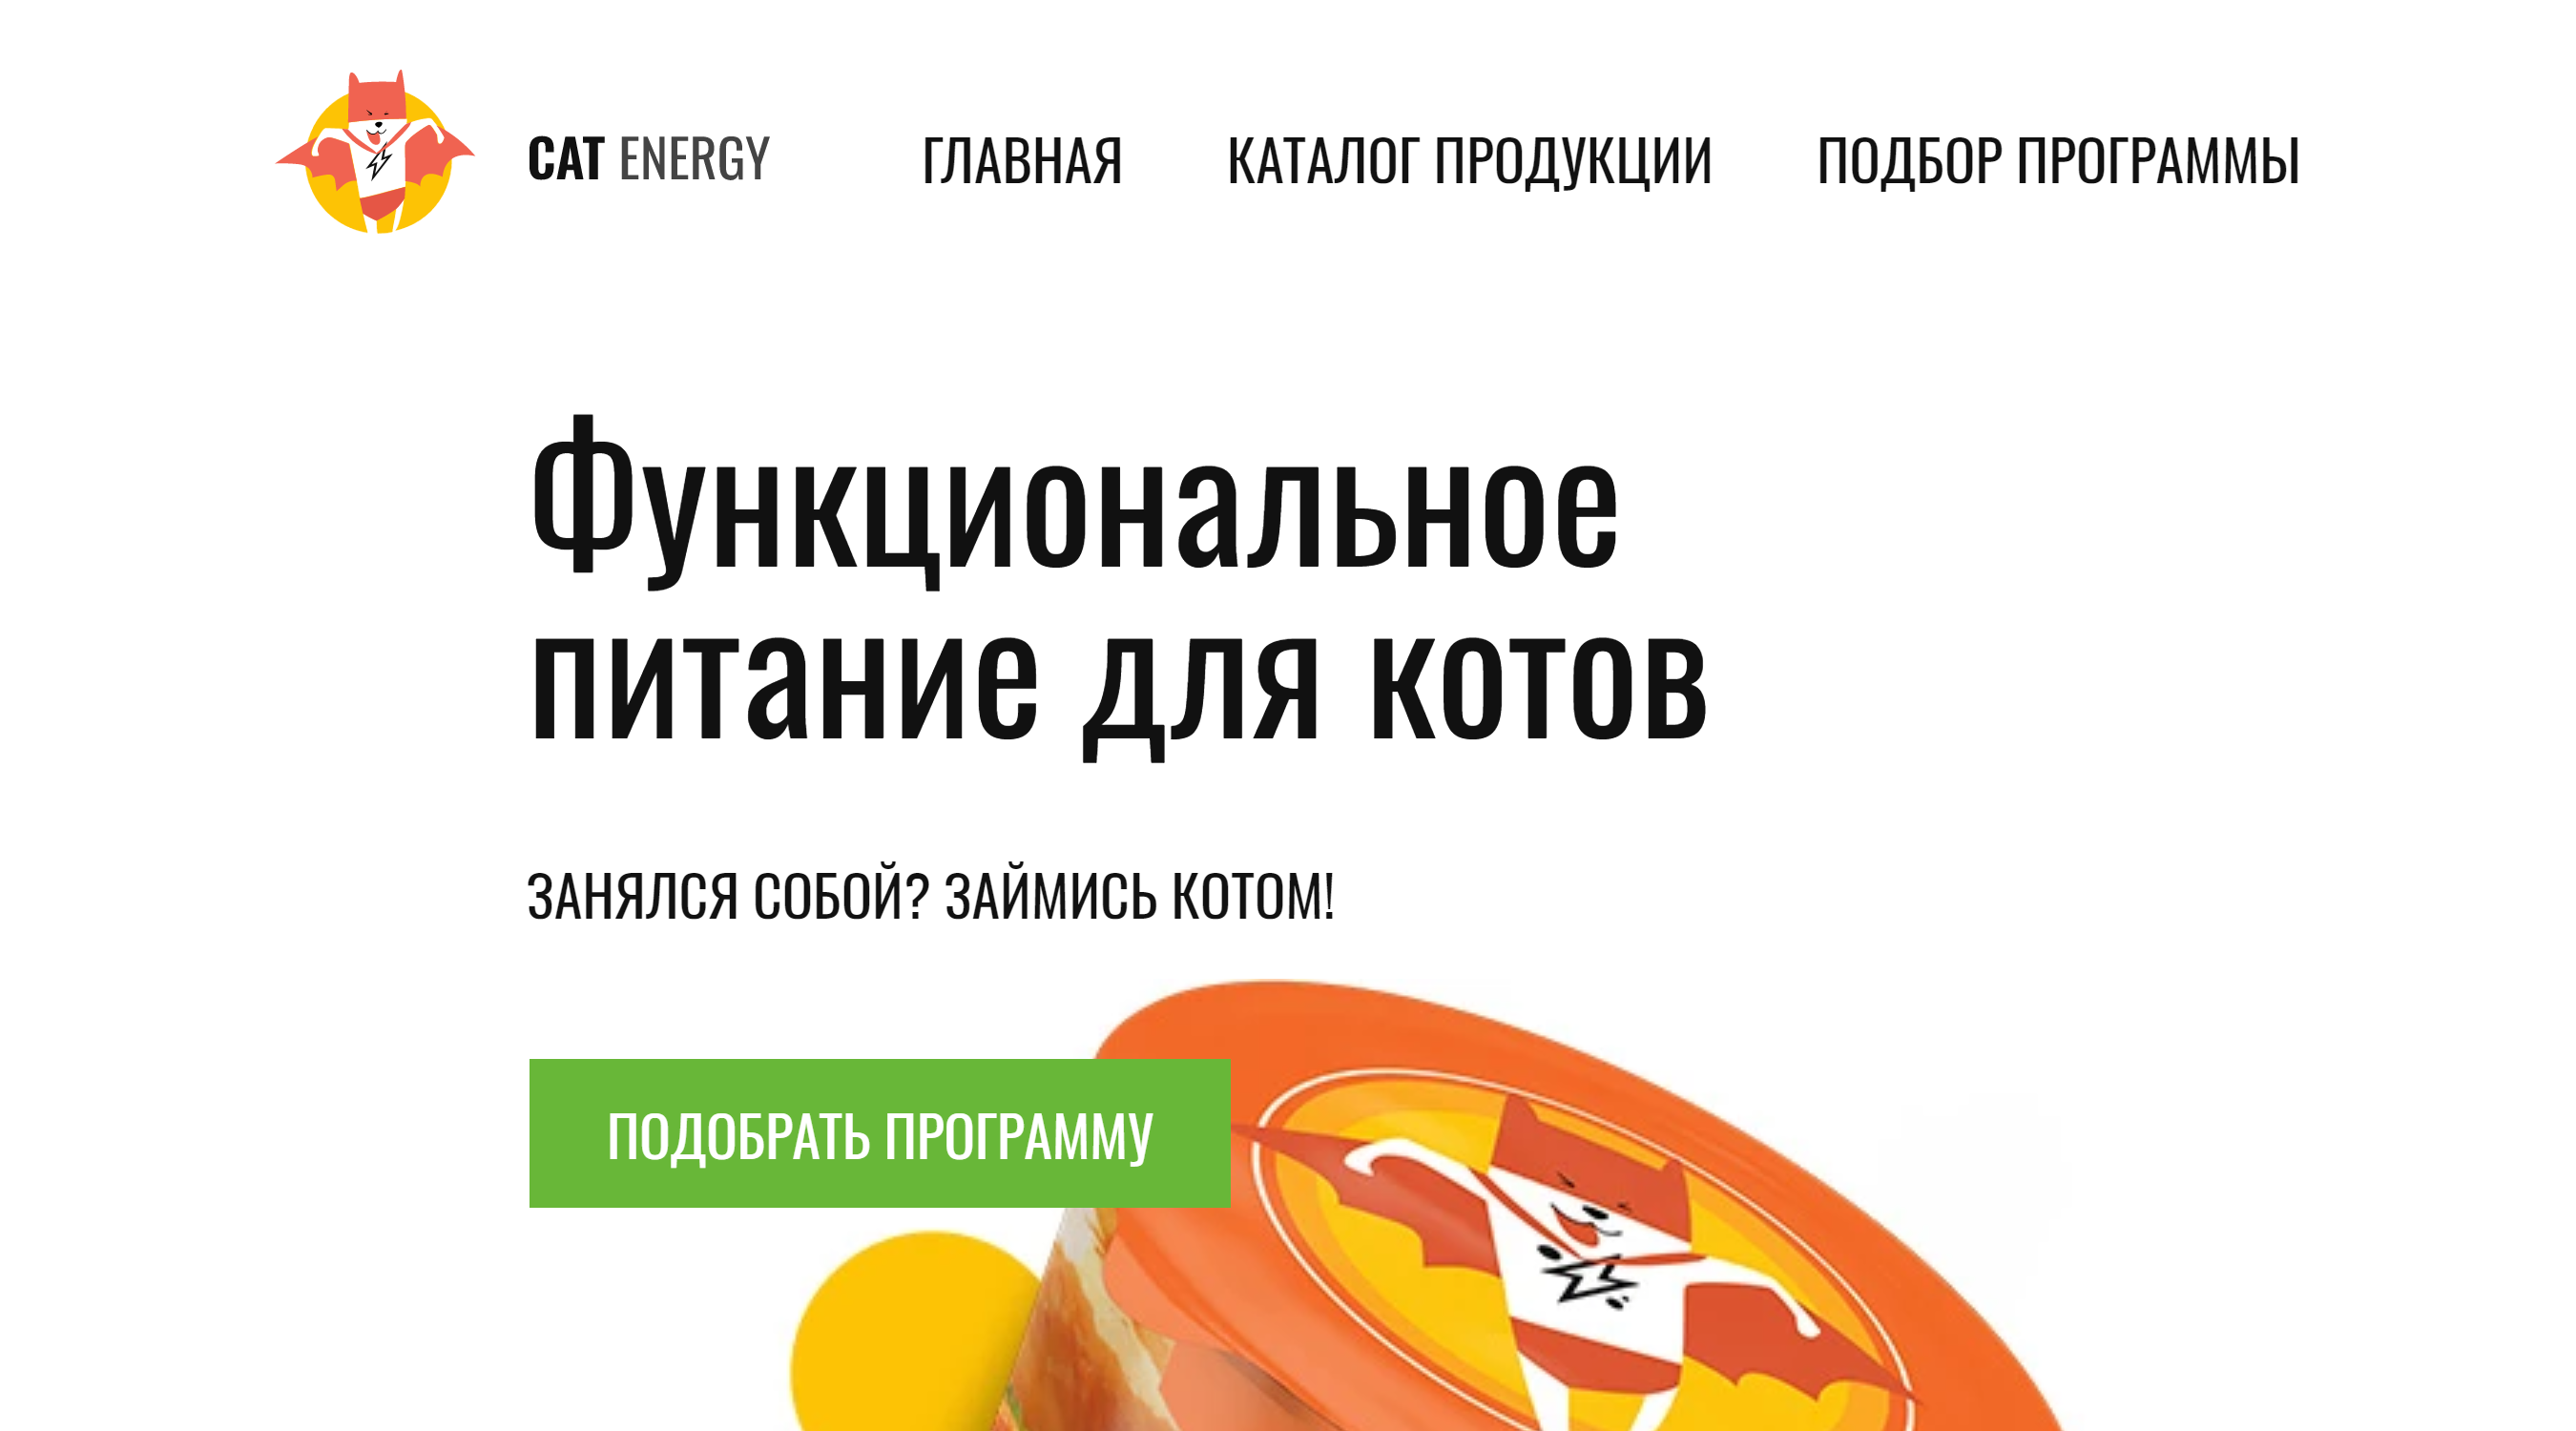 CAT ENERGY
ГЛАВНАЯ
КАТАЛОГ ПРОДУКЦИИ
ПОДБОР ПРОГРАММЫ
Функциональное
питание для котов
ЗАНЯЛСЯ СОБОЙ? ЗАЙМИСЬ КОТОМ!
ПОДОБРАТЬ ПРОГРАММУ